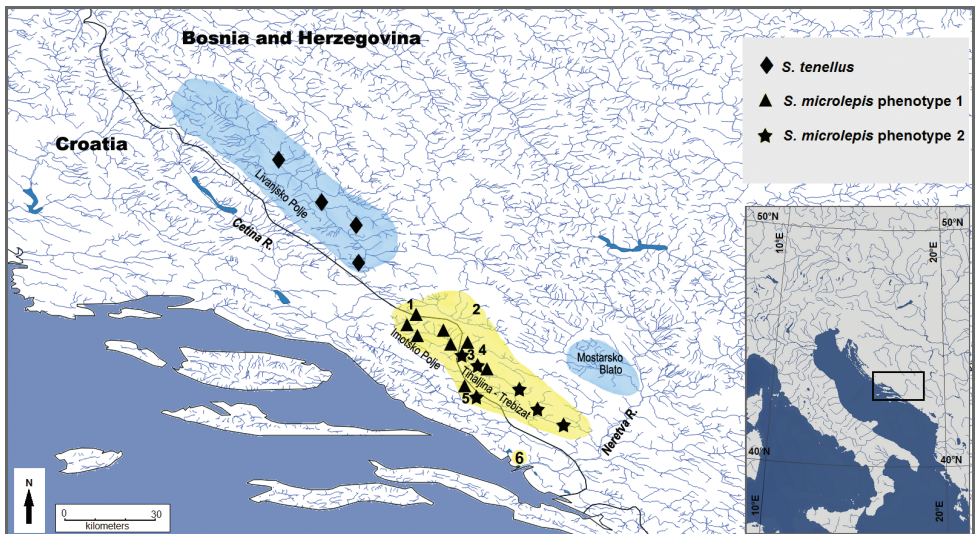 Bosnia and Herzegovina
Croatia
S. tenellus
S. microlepis phenotype 1
S. microlepis phenotype 2
Livanjsko Polje
Cetina R.
1
2
Imotsko Polje
3
4
Tihaljina - Trebizat
5
6
Mostarsko
Blato
Neretva R.
N
0 30
kilometers
50°N
50°N
10°E
20°E
40°N
40°N
10°E
20°E